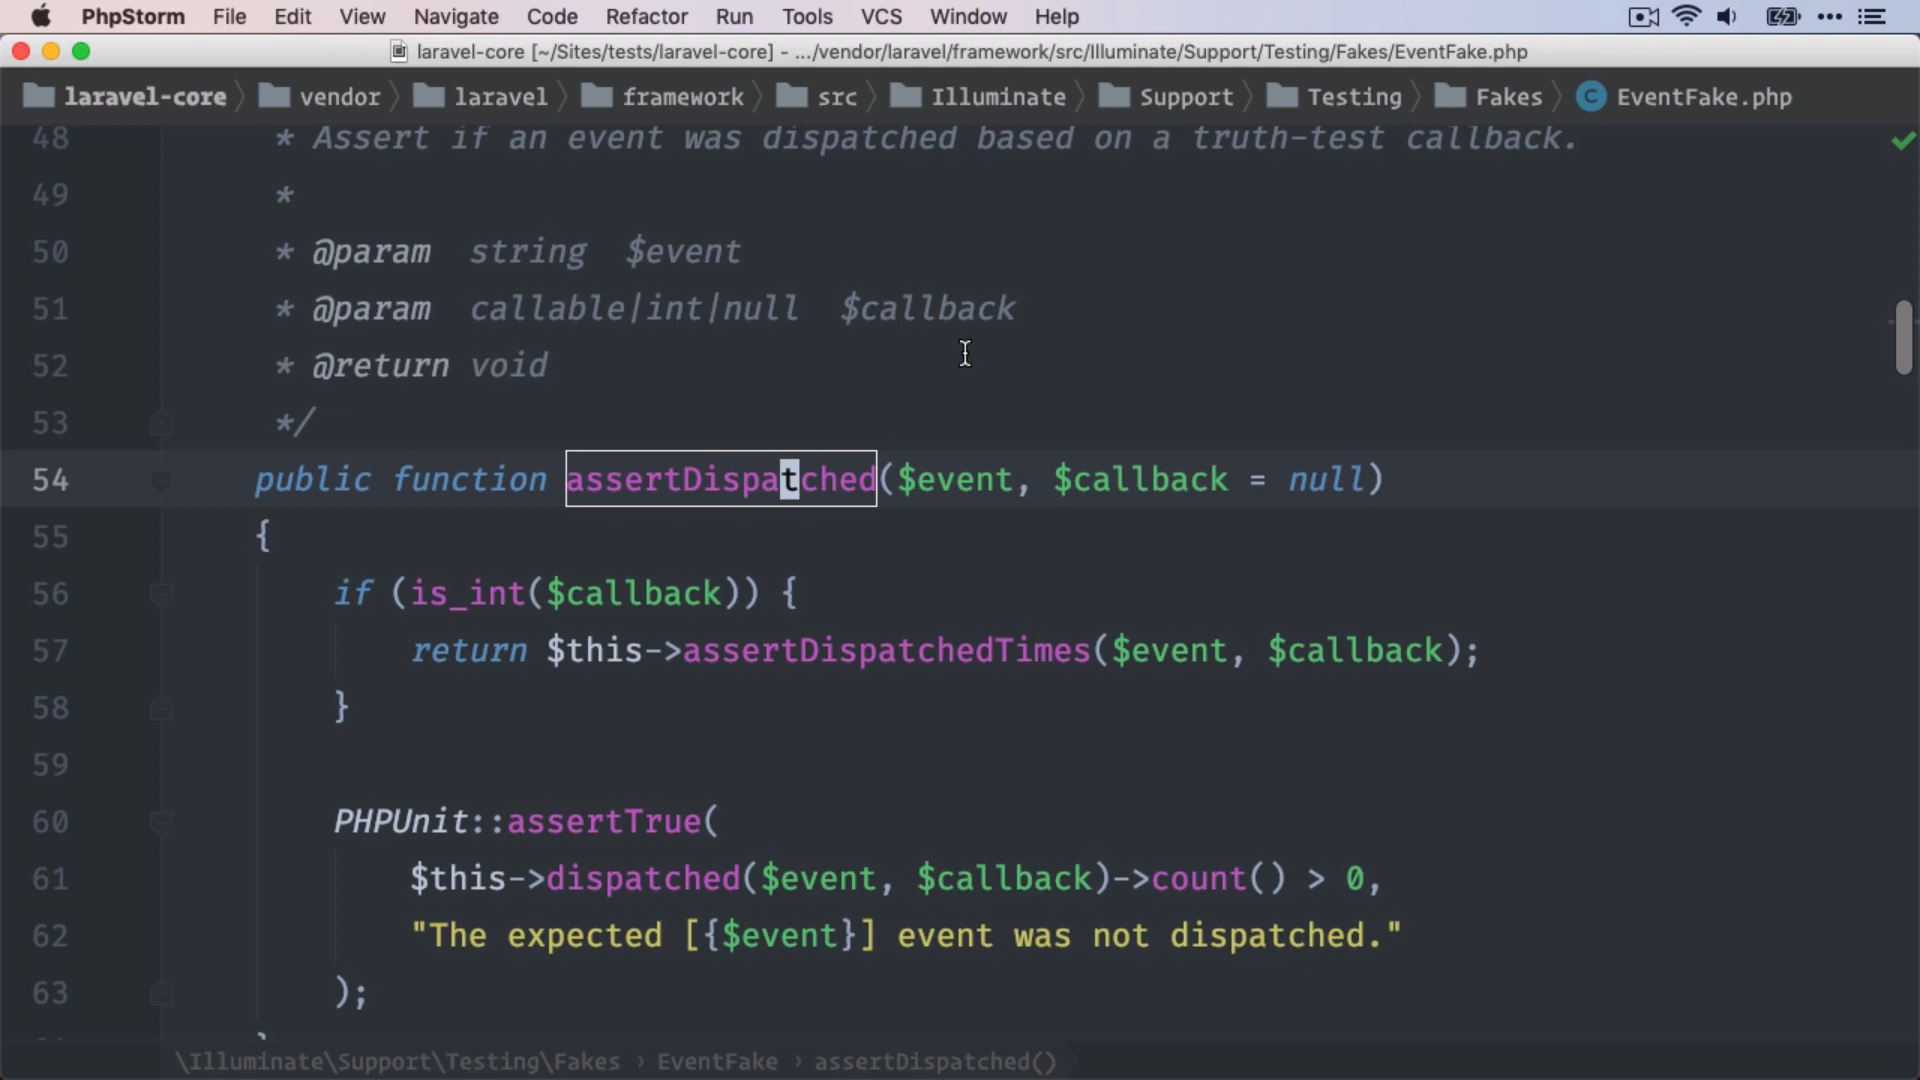 PhpStorm File Edit View Navigate Code Refactor Run Tools VCS Window Help
laravel-core [~/Sites/tests/laravel-core] - .../vendor/laravel/framework/src/Illuminate/Support/Testing/Fakes/EventFake.php
laravel-core vendor laravel framework src Illuminate Support Testing Fakes C EventFake.php
48 * Assert if an event was dispatched based on a truth-test callback.
49 *
50 * @param string $event
51 * @param callable|int|null $callback
52 * @return void
53 */
54 public function assertDispatched($event, $callback = null)
55 {
56 if (is_int($callback)) {
57 return $this->assertDispatchedTimes($event, $callback);
58 }
59
60 PHPUnit::assertTrue(
61 $this->dispatched($event, $callback)->count() > 0,
62 "The expected [{$event}] event was not dispatched."
63 );
\Illuminate\Support\Testing\Fakes › EventFake › assertDispatched()